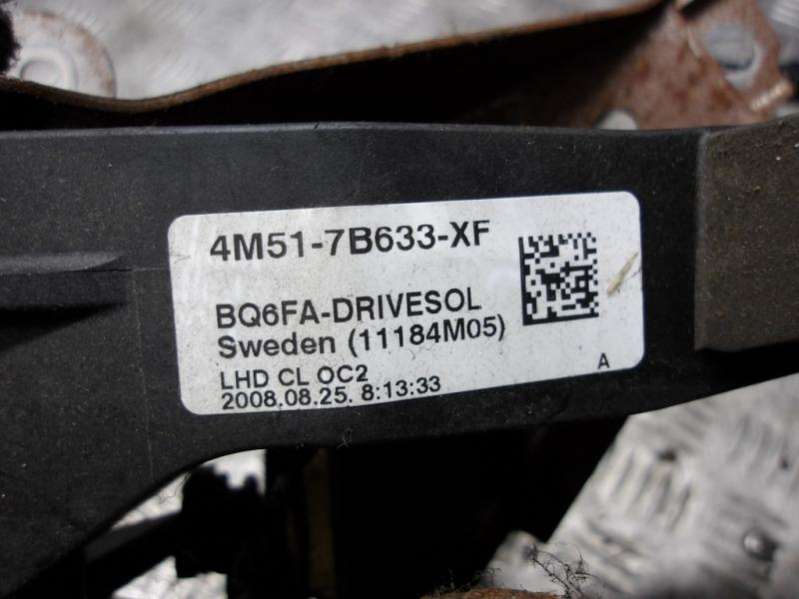 4M51-7B633-XF
BQ6FA-DRIVESOL
Sweden (11184M05)
LHD CL OC2
2008.08.25. 8:13:33
A